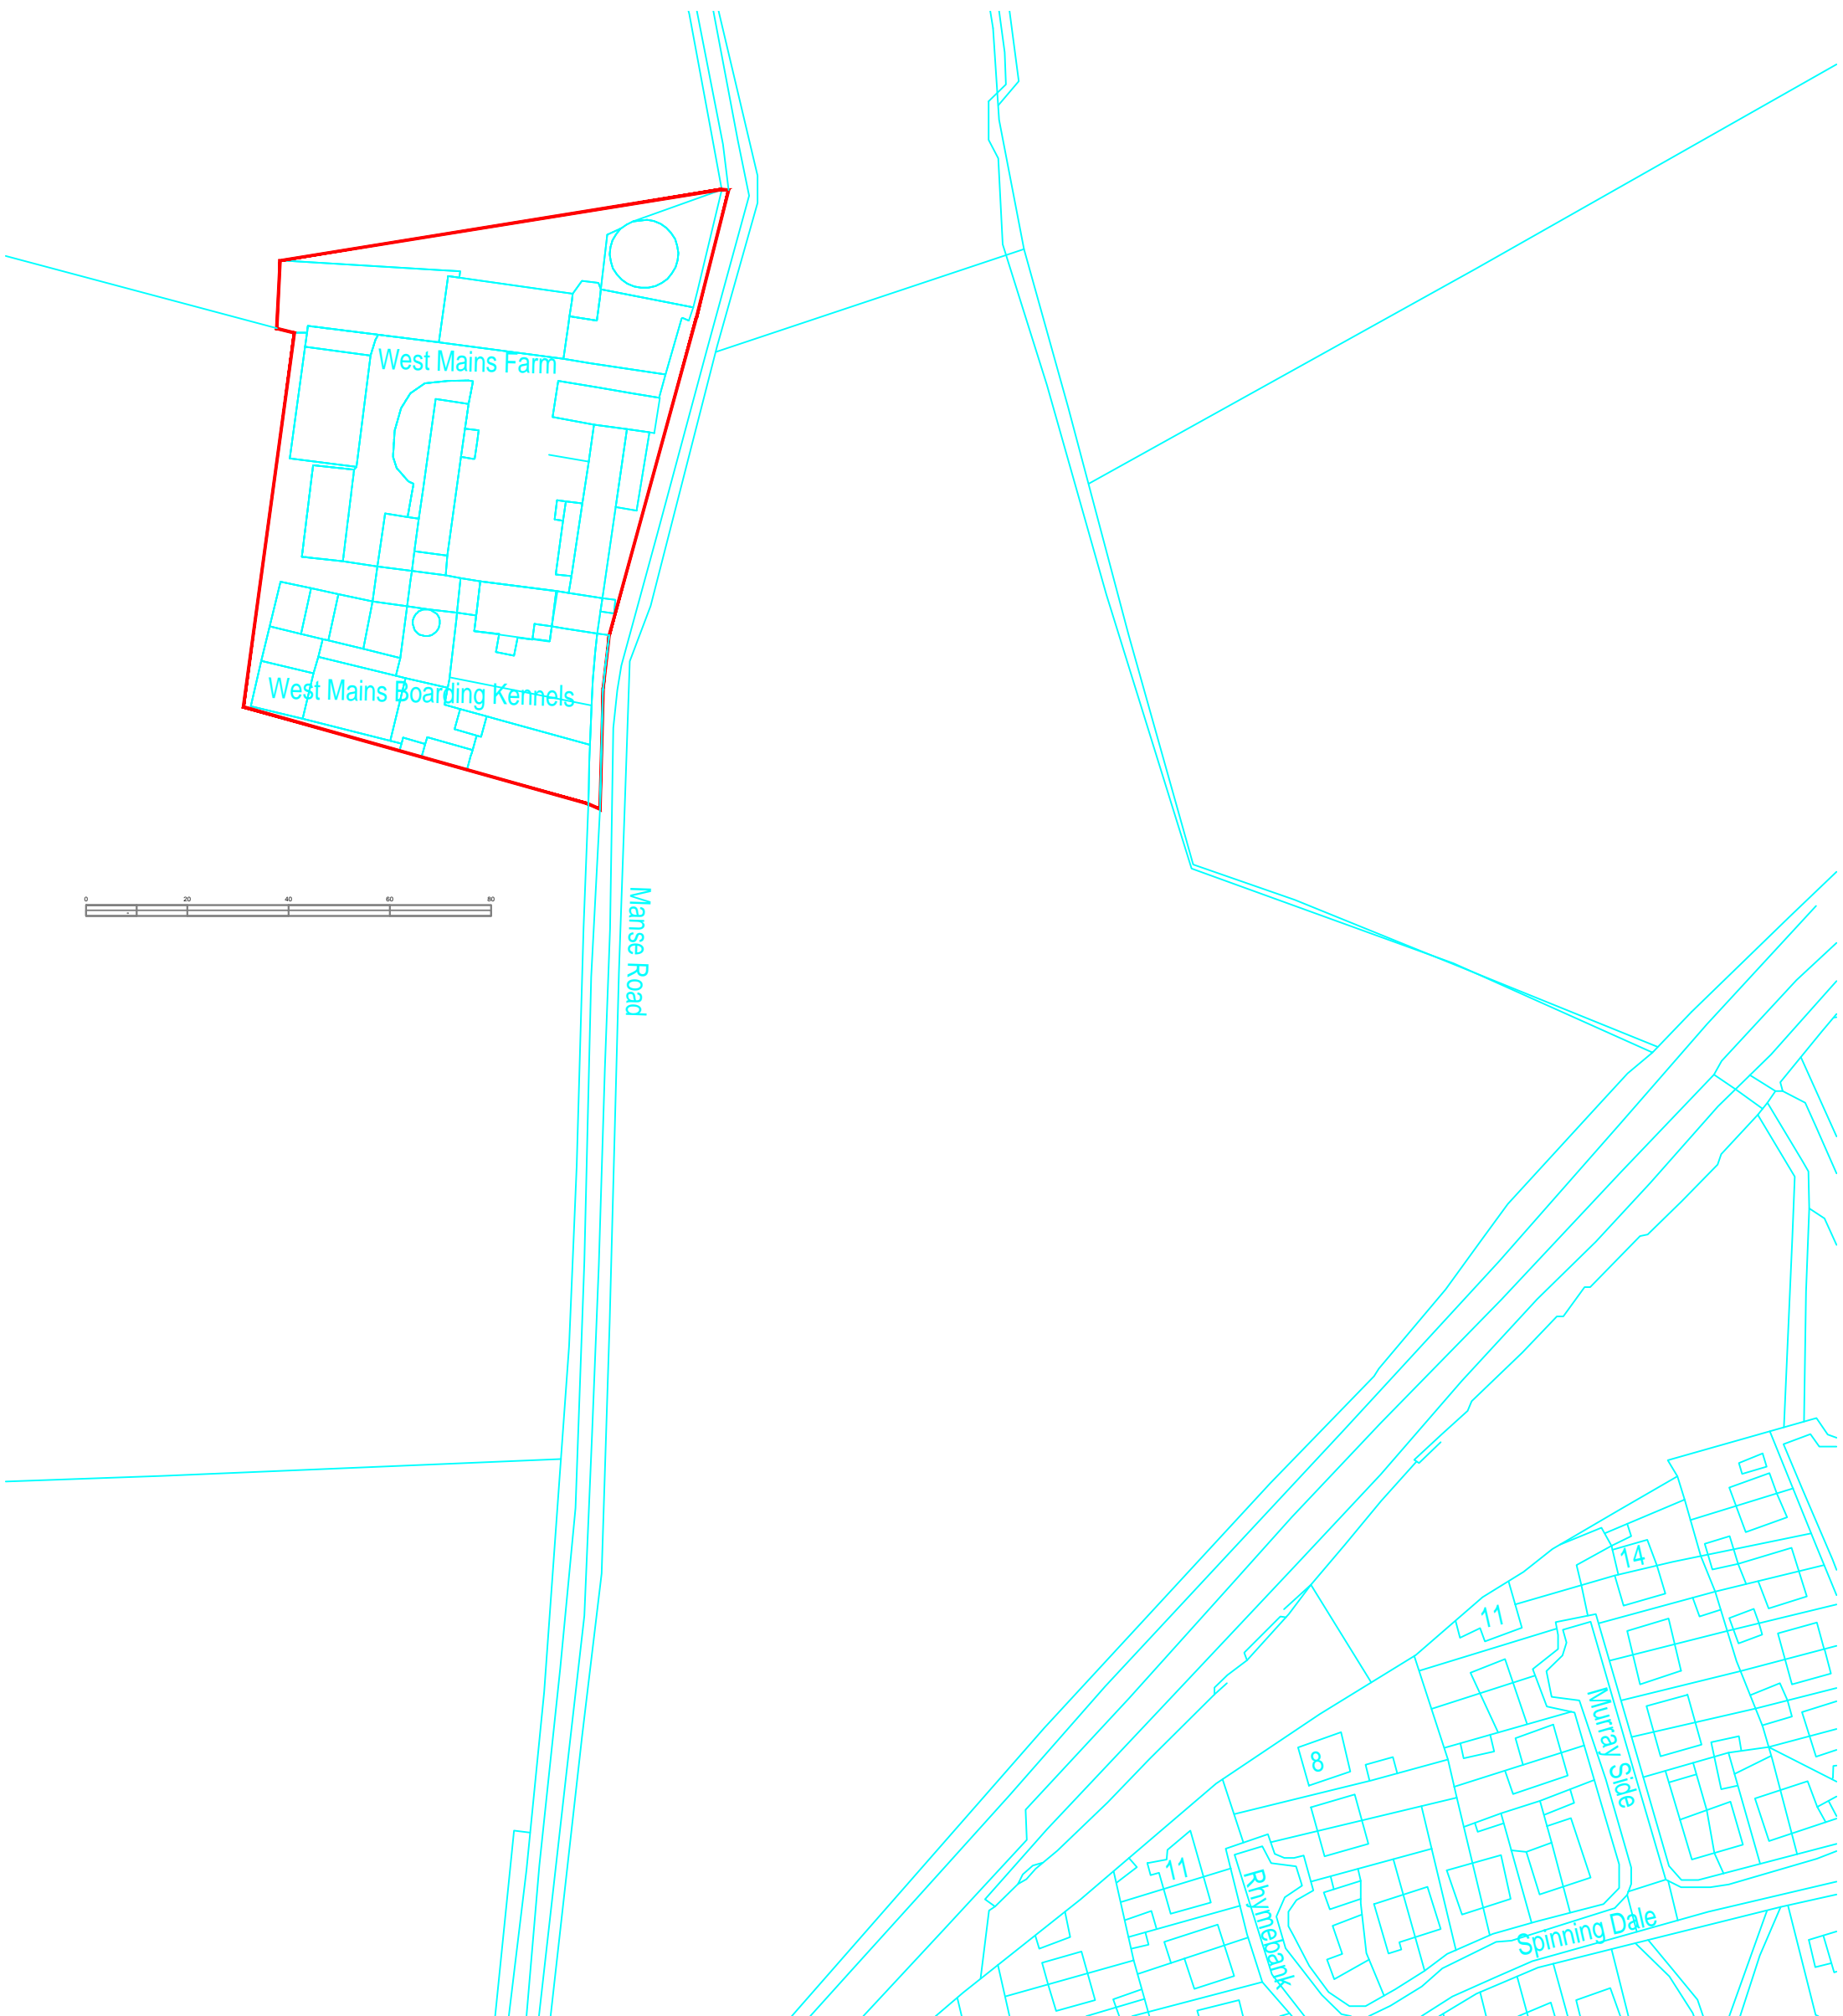 West Mains Farm
West Mains Boarding Kennels
0 20 40 60 80
Manse Road
14
11
Murray Side
8
11
Rhymebank
Spinning Dale